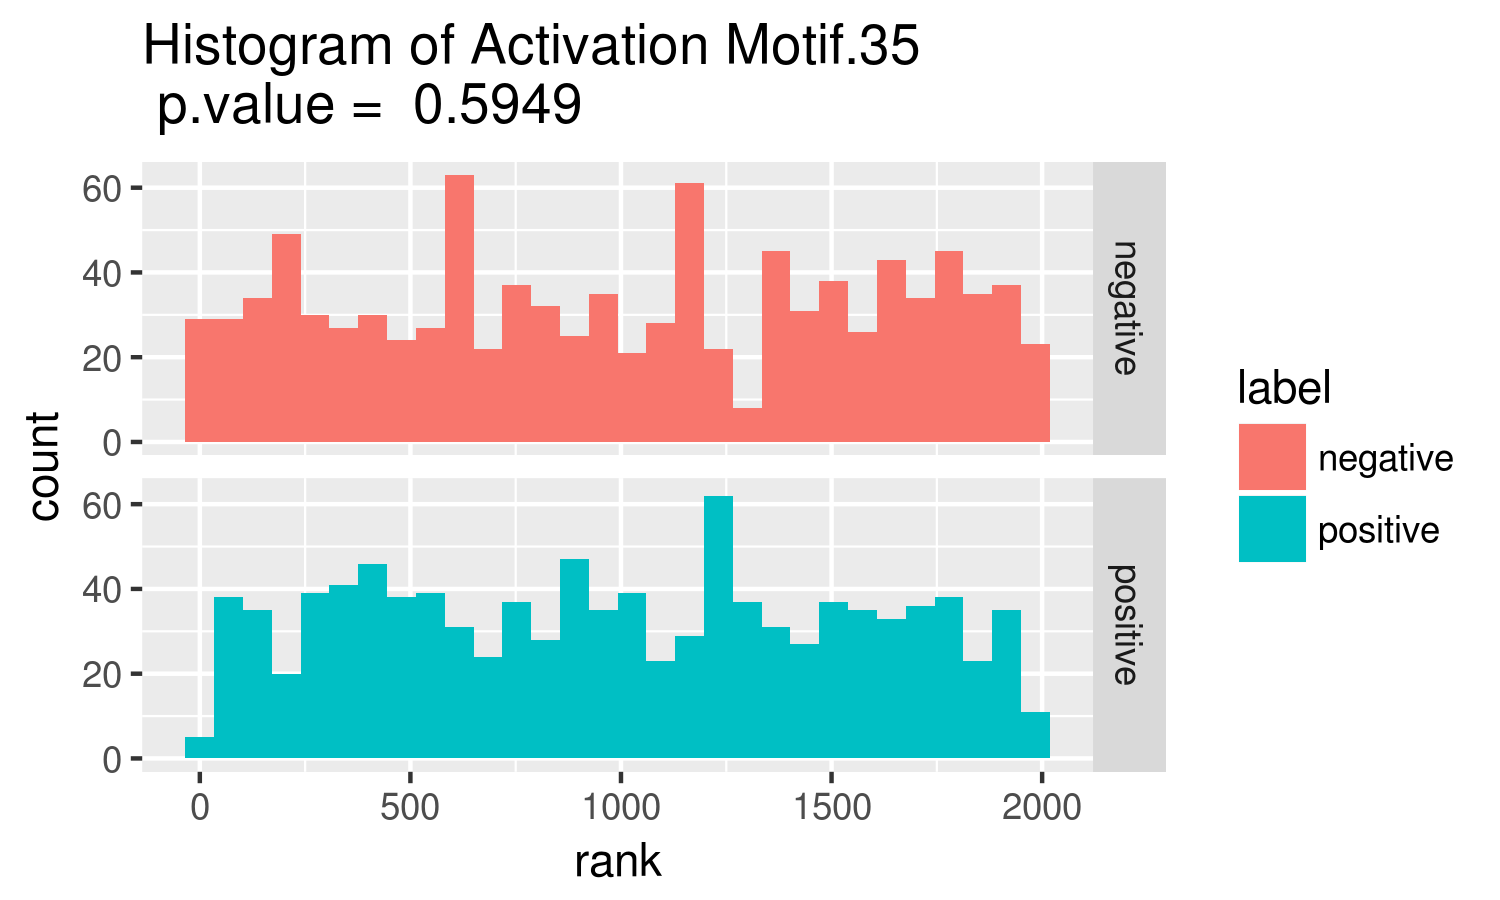 Histogram of Activation Motif.35
p.value =  0.5949
60
40
20
0
negative
60
40
20
0
positive
count
0 500 1000 1500 2000
rank
label
negative
positive